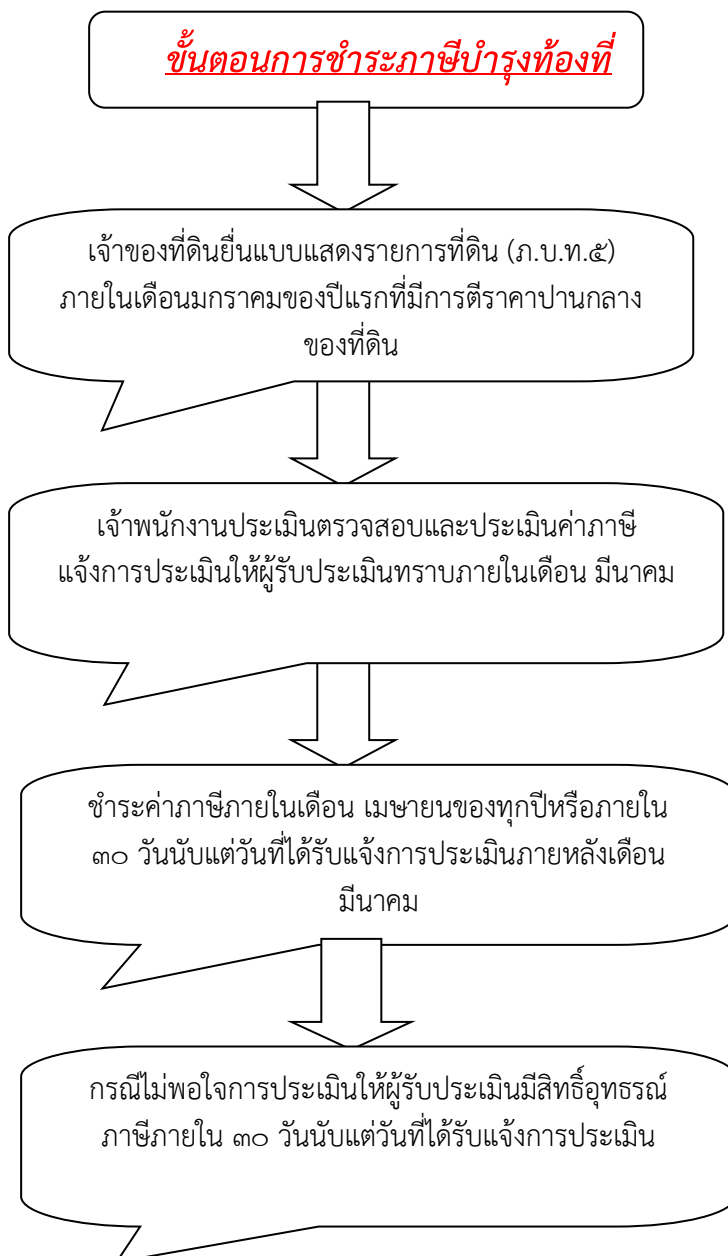 ขั้นตอนการชำระภาษีบำรุงท้องที่
เจ้าของที่ดินยื่นแบบแสดงรายการที่ดิน (ภ.บ.ท.๕)
ภายในเดือนมกราคมของปีแรกที่มีการตีราคาปานกลาง
ของที่ดิน
เจ้าพนักงานประเมินตรวจสอบและประเมินค่าภาษี
แจ้งการประเมินให้ผู้รับประเมินทราบภายในเดือน มีนาคม
ชำระค่าภาษีภายในเดือน เมษายนของทุกปีหรือภายใน
๓๐ วันนับแต่วันที่ได้รับแจ้งการประเมินภายหลังเดือน
มีนาคม
กรณีไม่พอใจการประเมินให้ผู้รับประเมินมีสิทธิ์อุทธรณ์
ภาษีภายใน ๓๐ วันนับแต่วันที่ได้รับแจ้งการประเมิน